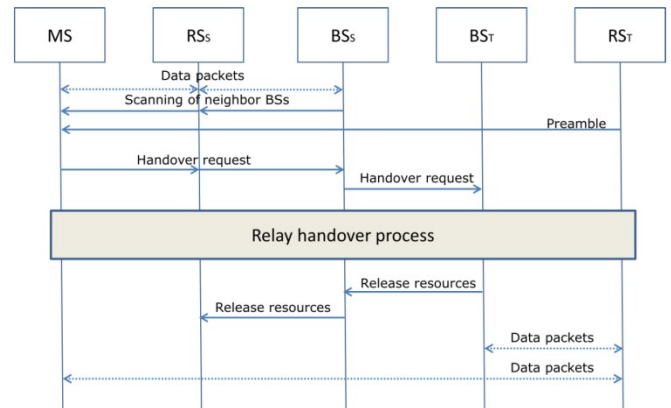 MS RSs BSs BST RST
Data packets
Scanning of neighbor BSs
Preamble
Handover request
Handover request
Relay handover process
Release resources
Release resources
Data packets
Data packets